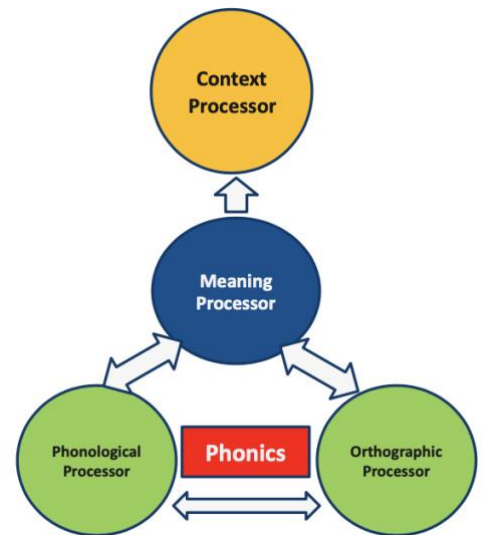 Context
Processor
Meaning
Processor
Phonological
Processor
Phonics
Orthographic
Processor